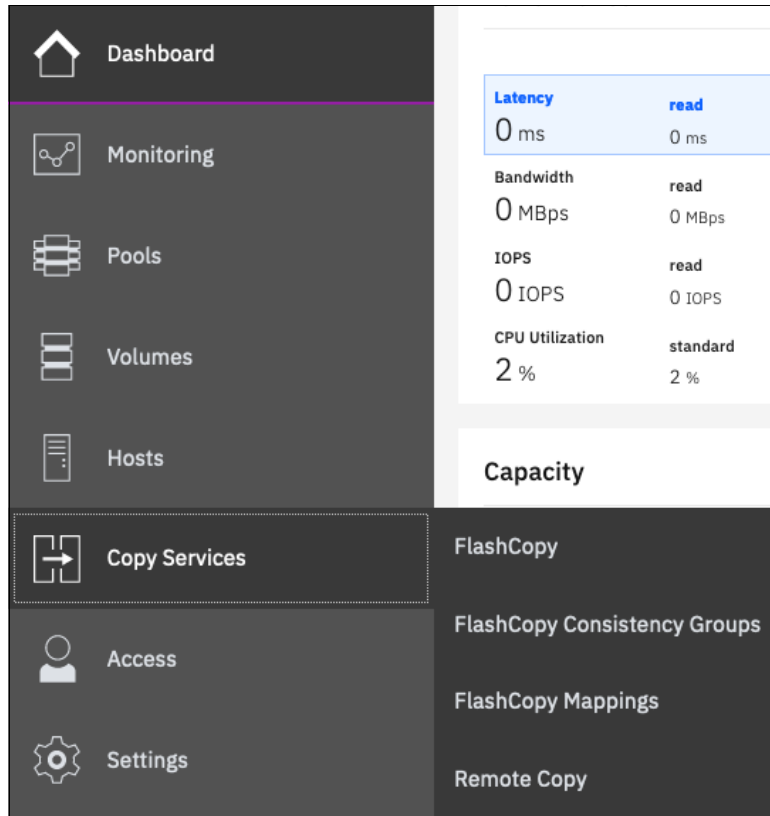 Dashboard
Monitoring
Pools
Volumes
Hosts
Copy Services
Access
Settings
Latency read
0 ms 0 ms
Bandwidth read
0 MBps 0 MBps
IOPS read
0 IOPS 0 IOPS
CPU Utilization standard
2 % 2 %
Capacity
FlashCopy
FlashCopy Consistency Groups
FlashCopy Mappings
Remote Copy